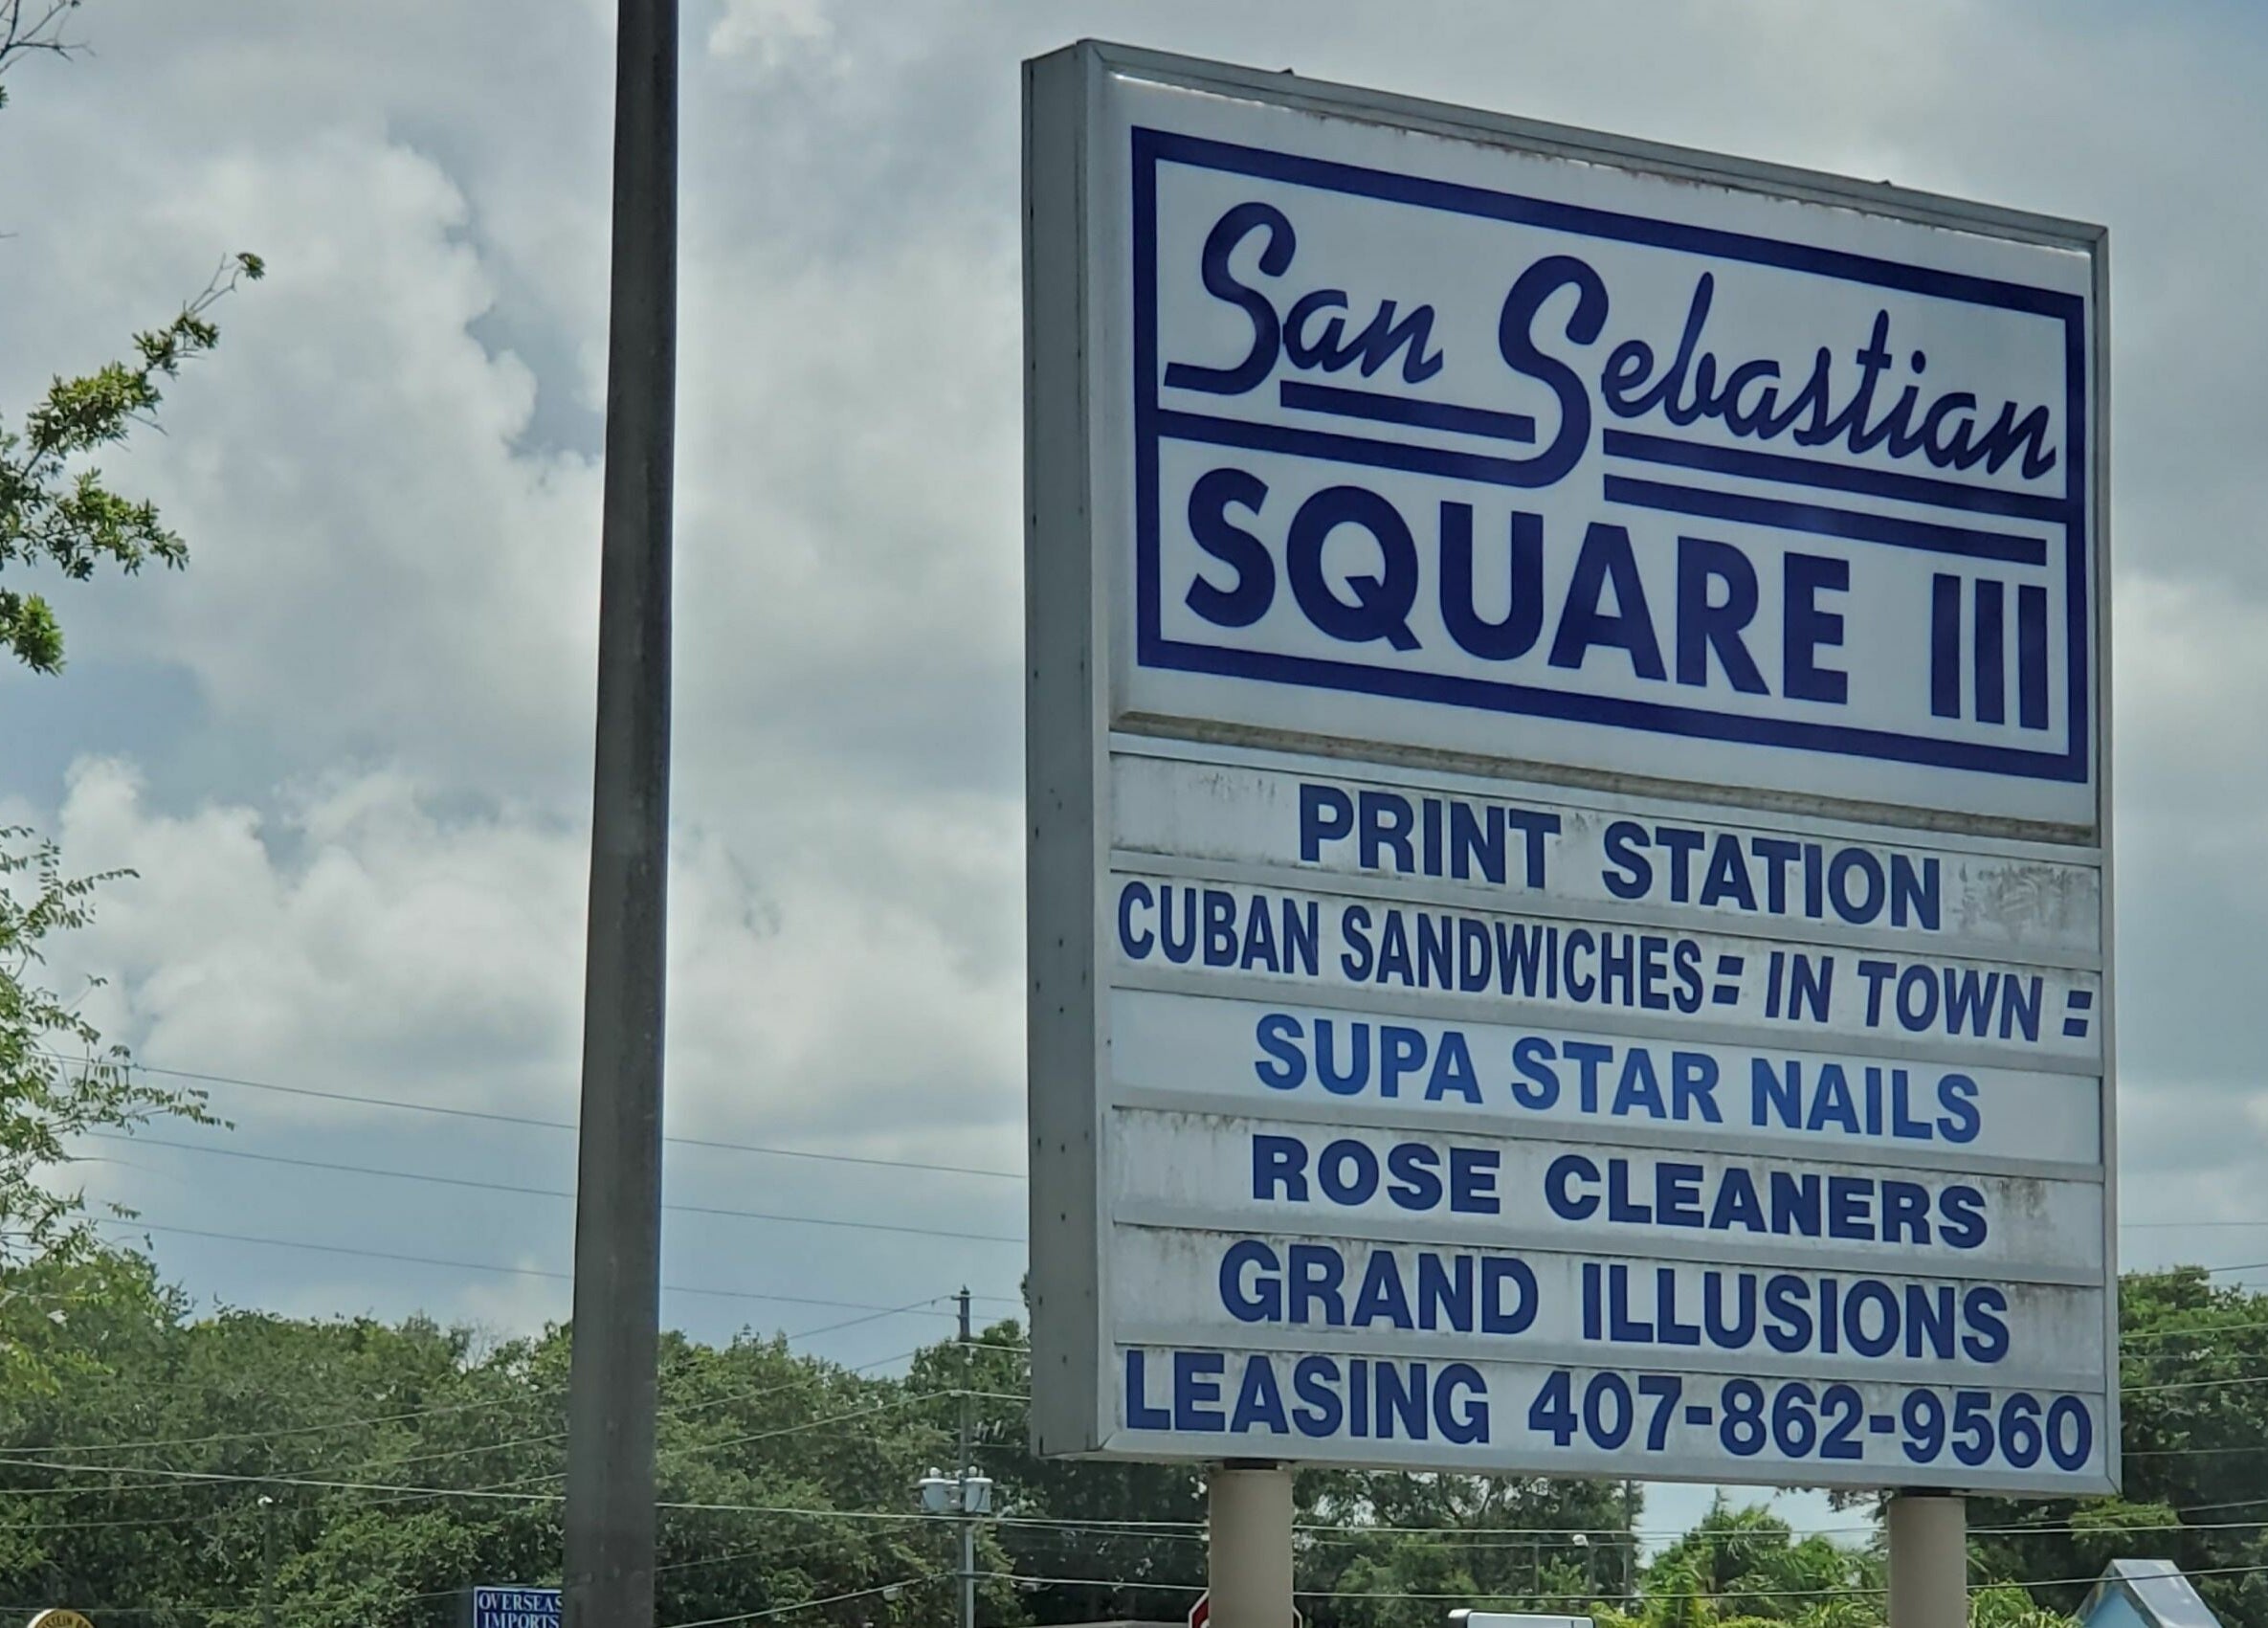 San Sebastian
SQUARE III
PRINT STATION
CUBAN SANDWICHES = IN TOWN =
SUPA STAR NAILS
ROSE CLEANERS
GRAND ILLUSIONS
LEASING 407-862-9560
OVERSEAS
IMPORTS